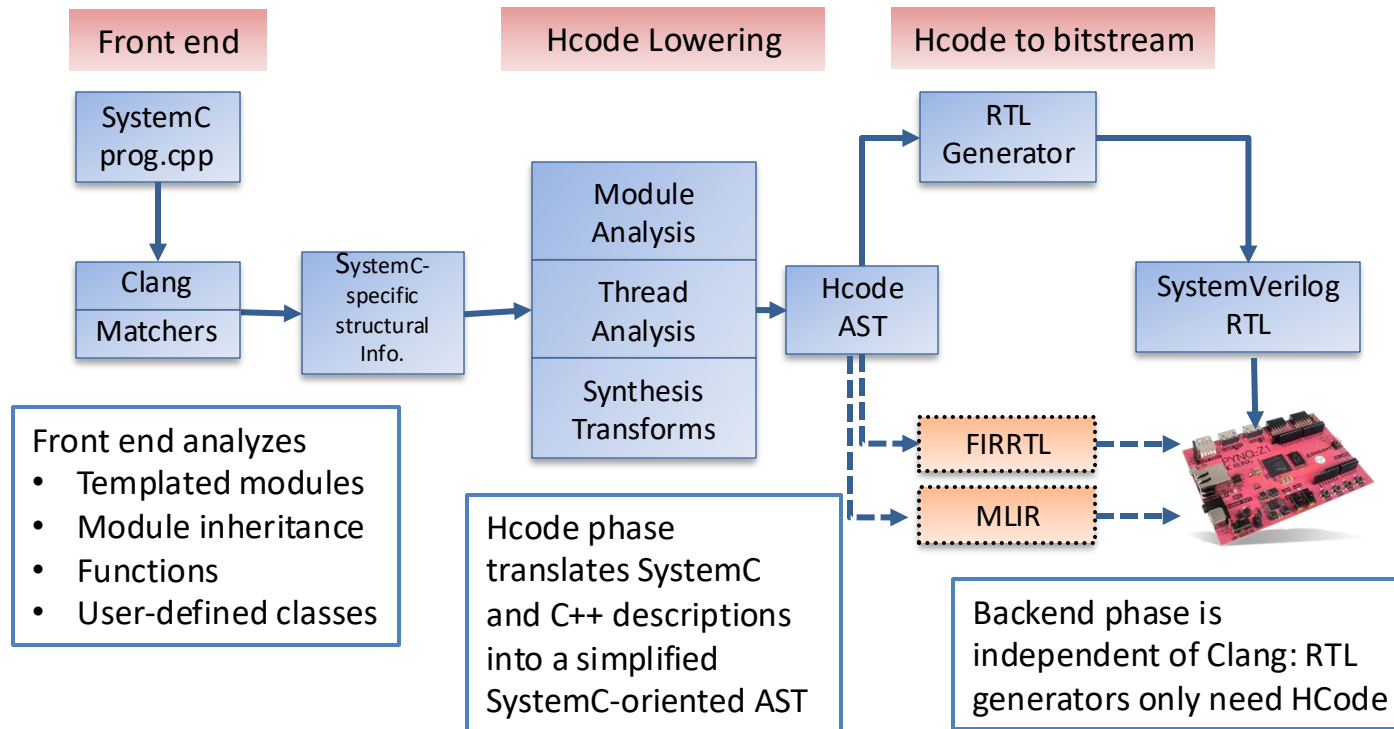 Front end
Hcode Lowering
Hcode to bitstream
SystemC
prog.cpp
RTL
Generator
Module
Analysis
Clang
Matchers
SystemC-
specific
structural
Info.
Thread
Analysis
Hcode
AST
SystemVerilog
RTL
Synthesis
Transforms
Front end analyzes
• Templated modules
• Module inheritance
• Functions
• User-defined classes
FIRRTL
MLIR
PYNQ-Z1
Hcode phase
translates SystemC
and C++ descriptions
into a simplified
SystemC-oriented AST
Backend phase is
independent of Clang: RTL
generators only need HCode